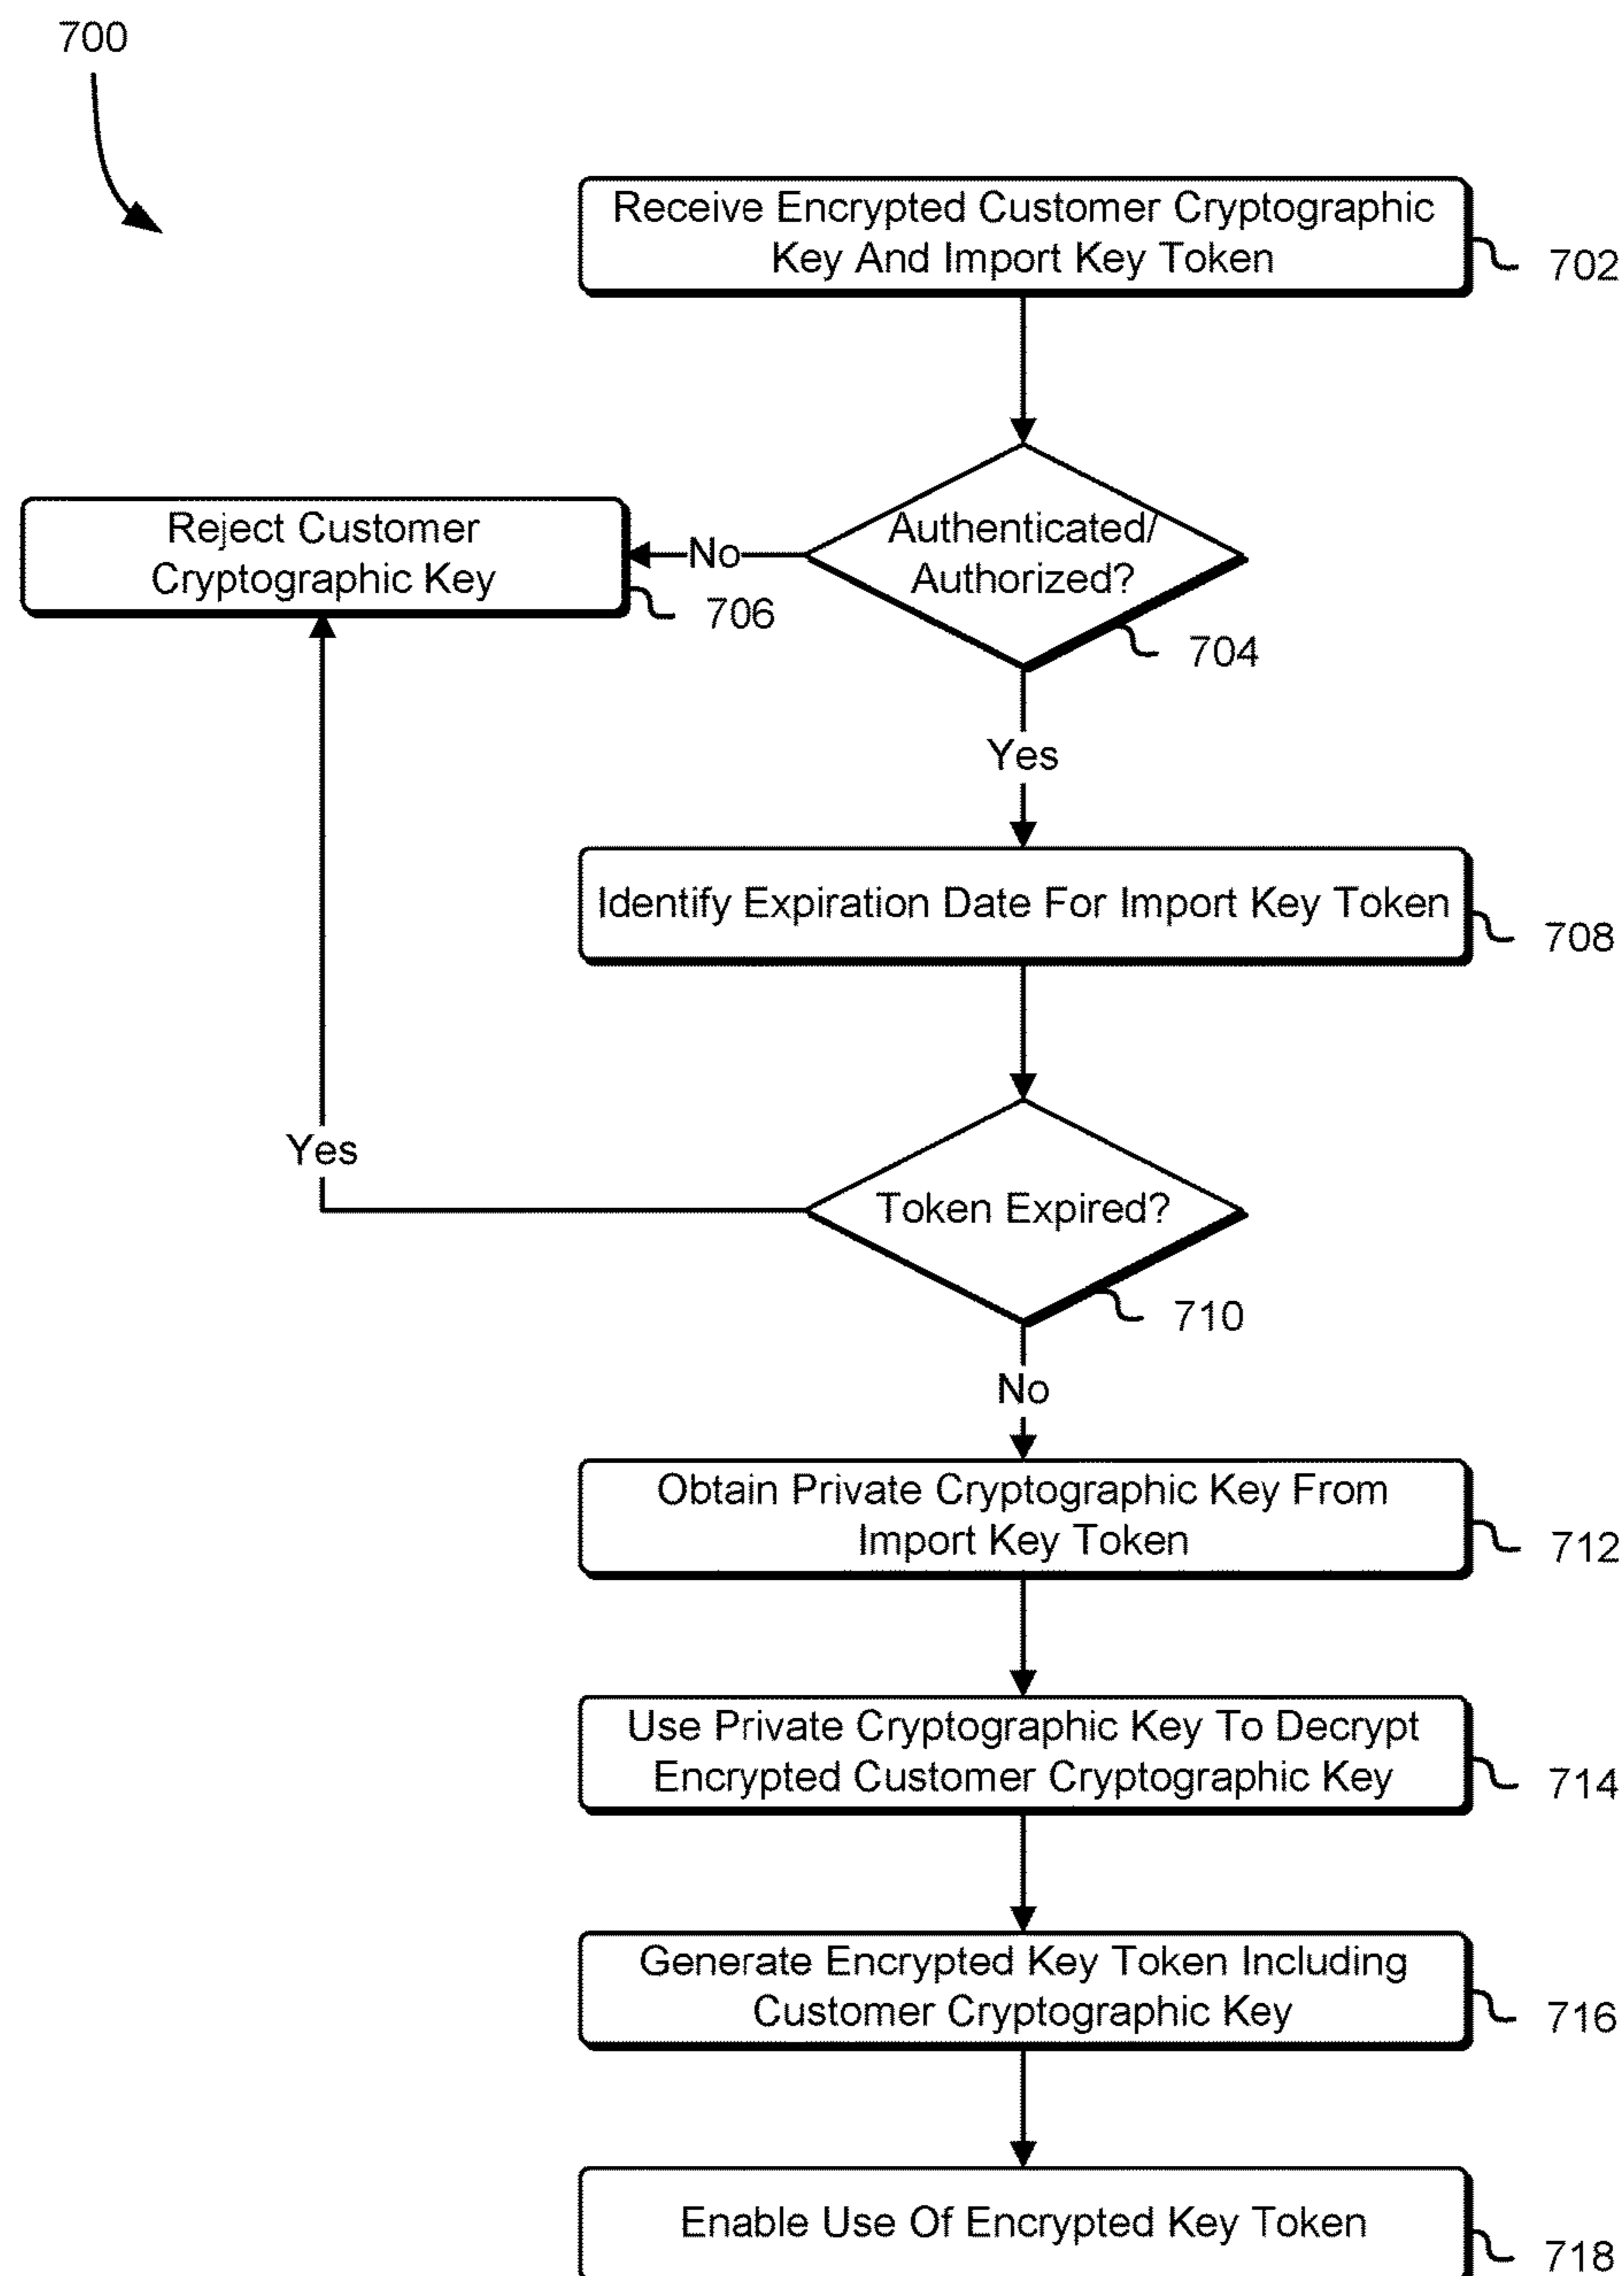 700
Receive Encrypted Customer Cryptographic
Key And Import Key Token
702
Authenticated/
Authorized?
704
No
Reject Customer
Cryptographic Key
706
Yes
Identify Expiration Date For Import Key Token
708
Yes
Token Expired?
710
No
Obtain Private Cryptographic Key From
Import Key Token
712
Use Private Cryptographic Key To Decrypt
Encrypted Customer Cryptographic Key
714
Generate Encrypted Key Token Including
Customer Cryptographic Key
716
Enable Use Of Encrypted Key Token
718